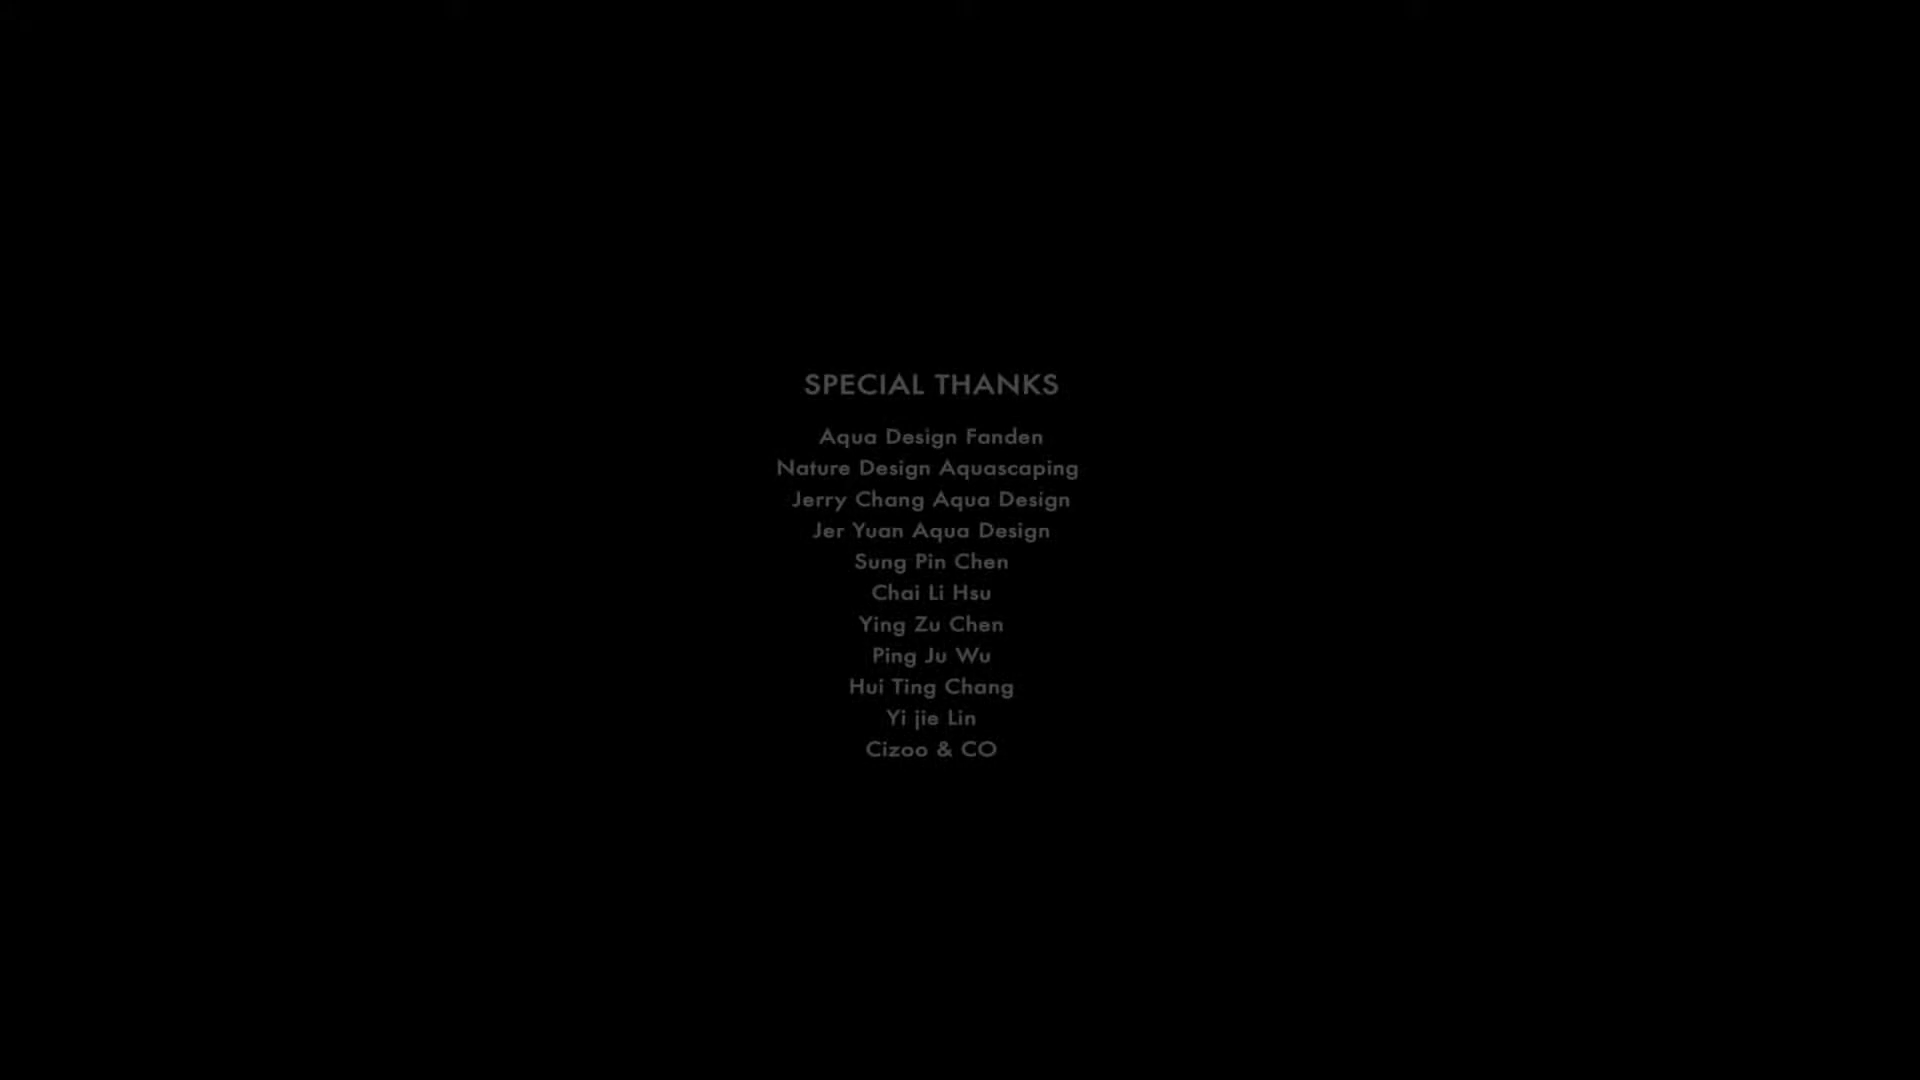 SPECIAL THANKS
Aqua Design Fanden
Nature Design Aquascaping
Jerry Chang Aqua Design
Jer Yuan Aqua Design
Sung Pin Chen
Chai Li Hsu
Ying Zu Chen
Ping Ju Wu
Hui Ting Chang
Yi jie Lin
Cizoo & CO